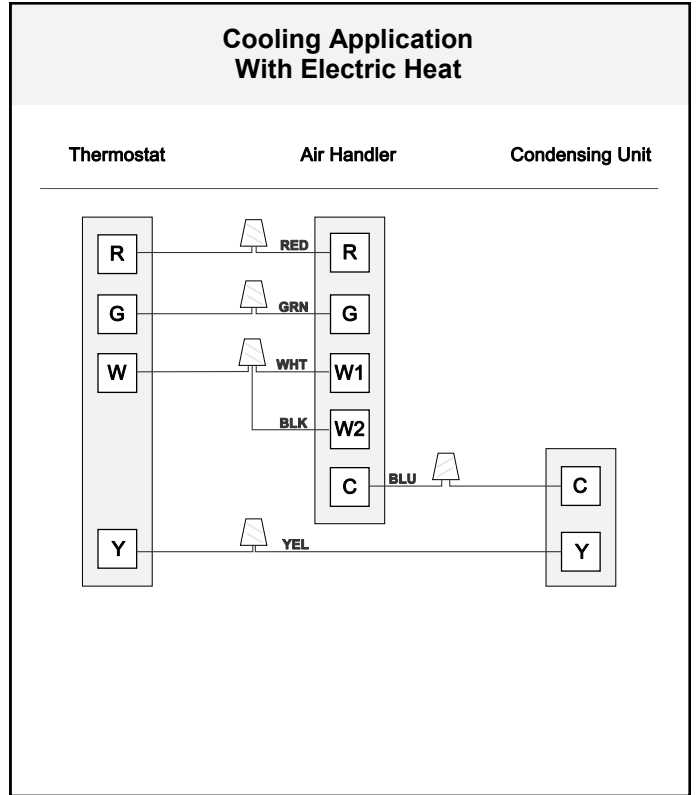 Cooling Application
With Electric Heat
Thermostat Air Handler Condensing Unit
R RED R
G GRN G
W WHT W1
BLK W2
C BLU C
Y YEL Y